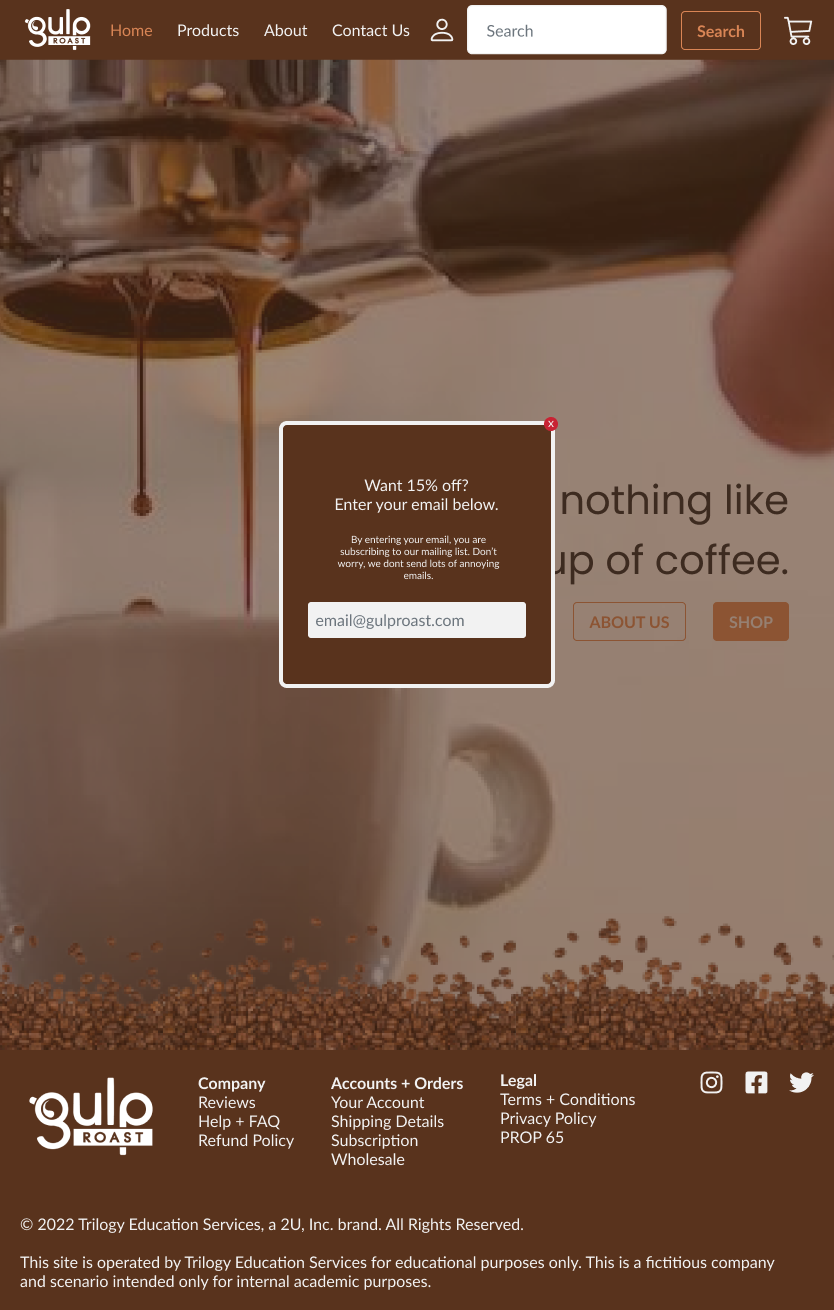 gulp
ROAST
Home
Products
About
Contact Us
Search
Search
x
Want 15% off?
Enter your email below.
By entering your email, you are
subscribing to our mailing list. Don't
worry, we dont send lots of annoying
emails.
email@gulproast.com
nothing like
up of coffee.
ABOUT US
SHOP
gulp
ROAST
Company
Reviews
Help + FAQ
Refund Policy
Accounts + Orders
Your Account
Shipping Details
Subscription
Wholesale
Legal
Terms + Conditions
Privacy Policy
PROP 65
© 2022 Trilogy Education Services, a 2U, Inc. brand. All Rights Reserved.
This site is operated by Trilogy Education Services for educational purposes only. This is a fictitious company
and scenario intended only for internal academic purposes.